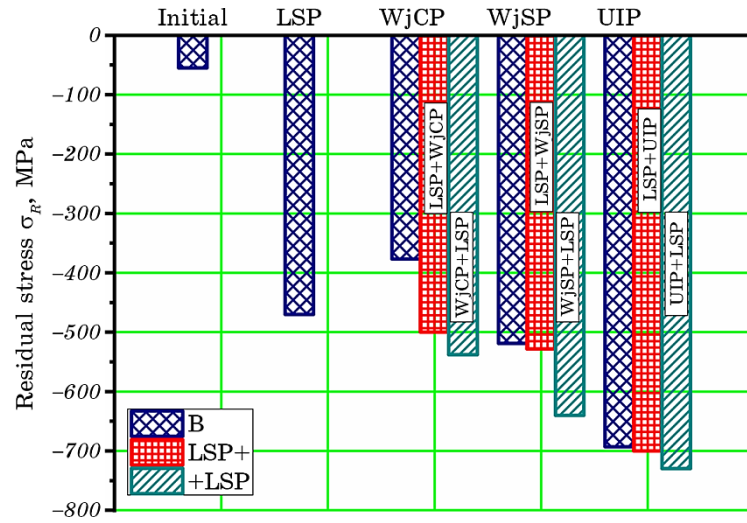 Initial LSP WjCP WjSP UIP
0
−100
−200
−300
−400
−500
−600
−700
−800
Residual stress σ_R, MPa
LSP+WjCP
WjCP+LSP
LSP+WjSP
WjSP+LSP
LSP+UIP
UIP+LSP
B
LSP+
+LSP